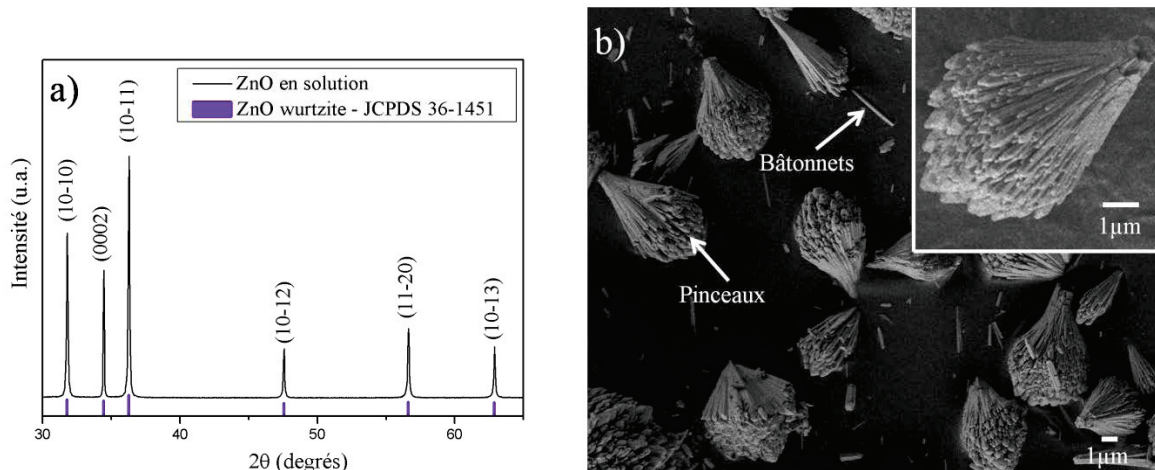 a)
ZnO en solution
ZnO wurtzite - JCPDS 36-1451
(10-10)
(0002)
(10-11)
(10-12)
(11-20)
(10-13)
Intensité (u.a.)
30
40
50
60
2θ (degrés)
b)
Bâtonnets
Pinceaux
1µm
1µm